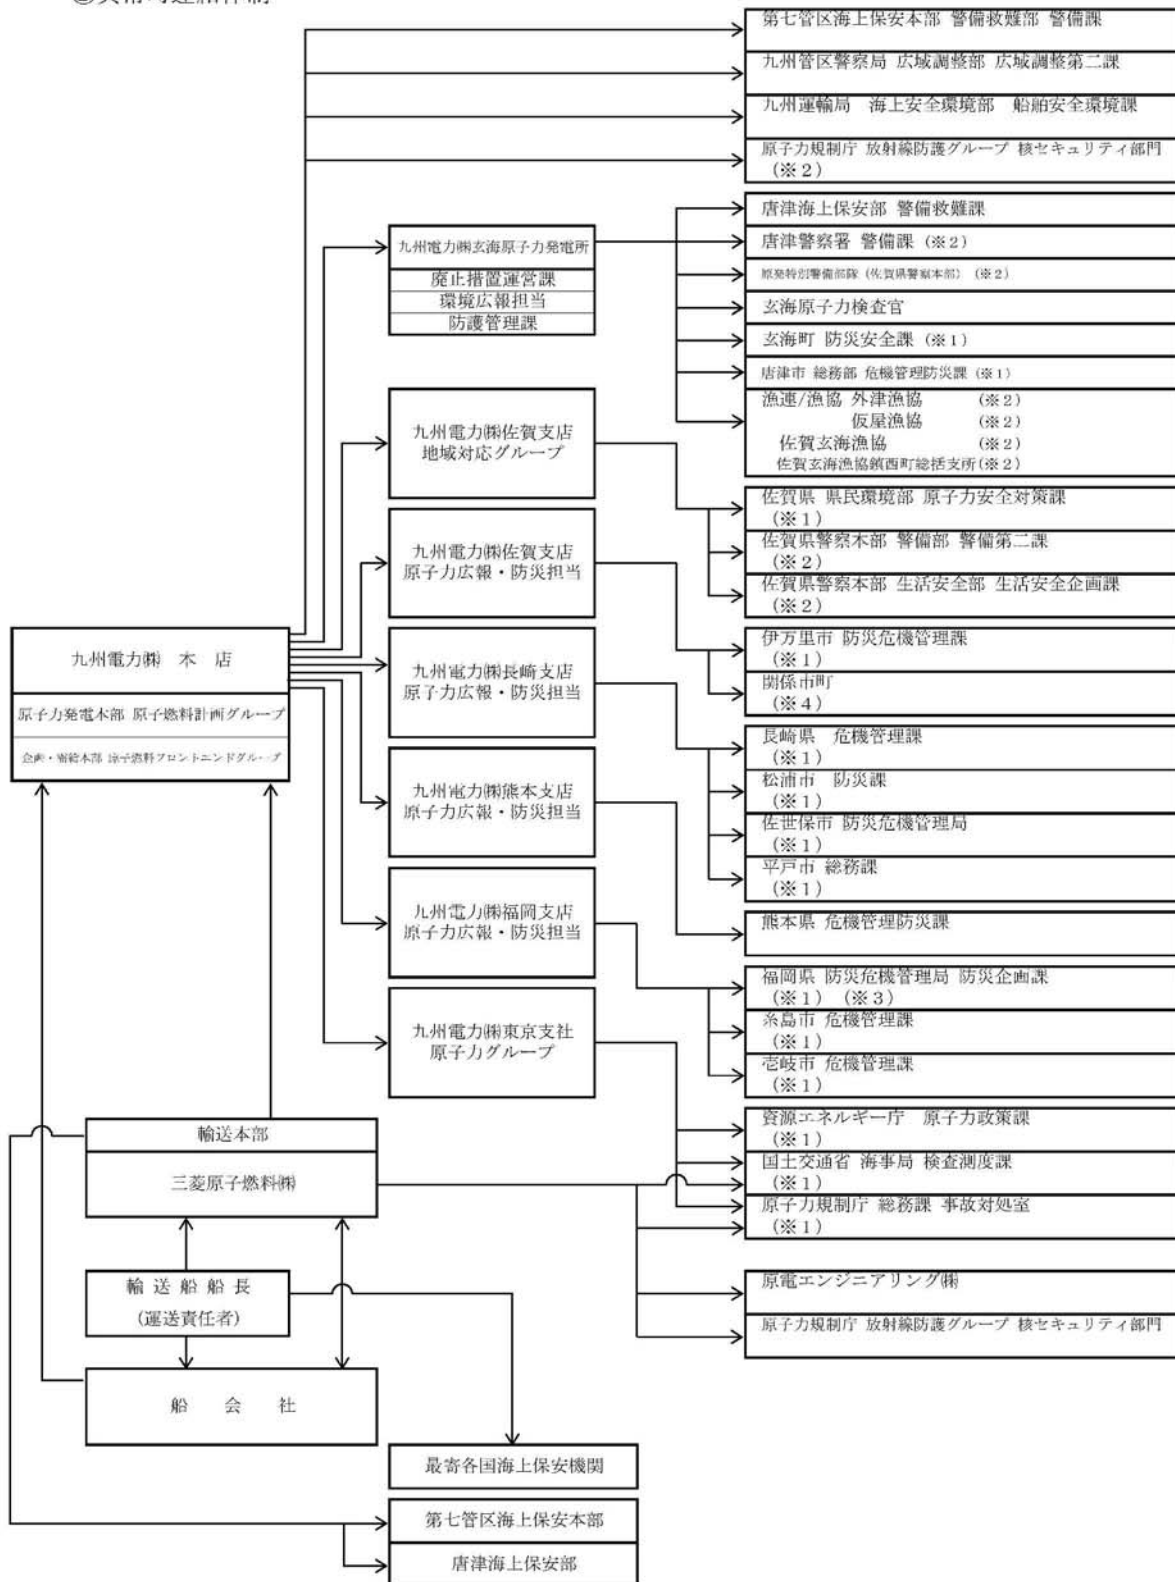 第七管区海上保安本部 警備救難部 警備課
九州管区警察局 広域調整部 広域調整第二課
九州運輸局　海上安全環境部　船舶安全環境課
原子力規制庁 放射線防護グループ 核セキュリティ部門
(※２)
九州電力㈱玄海原子力発電所
廃止措置運営課
環境広報担当
防護管理課
唐津海上保安部 警備救難課
唐津警察署 警備課 (※２)
原発特別警備部隊 (佐賀県警察本部) (※２)
玄海原子力検査官
玄海町 防災安全課 (※１)
唐津市 総務部 危機管理防災課 (※１)
漁連/漁協 外津漁協 (※２)
仮屋漁協 (※２)
佐賀玄海漁協 (※２)
佐賀玄海漁協鎮西町総括支所(※２)
九州電力㈱佐賀支店
地域対応グループ
佐賀県 県民環境部 原子力安全対策課
(※１)
佐賀県警察本部 警備部 警備第二課
(※２)
佐賀県警察本部 生活安全部 生活安全企画課
(※２)
九州電力㈱佐賀支店
原子力広報・防災担当
伊万里市 防災危機管理課
(※１)
関係市町
(※４)
九州電力㈱　本　店
原子力発電本部 原子燃料計画グループ
企画・需給本部 原子燃料フロントエンドグループ
九州電力㈱長崎支店
原子力広報・防災担当
長崎県　危機管理課
(※１)
松浦市　防災課
(※１)
佐世保市 防災危機管理局
(※１)
平戸市 総務課
(※１)
九州電力㈱熊本支店
原子力広報・防災担当
熊本県 危機管理防災課
九州電力㈱福岡支店
原子力広報・防災担当
福岡県 防災危機管理局 防災企画課
(※１) (※３)
糸島市 危機管理課
(※１)
壱岐市 危機管理課
(※１)
九州電力㈱東京支社
原子力グループ
資源エネルギー庁　原子力政策課
(※１)
国土交通省 海事局 検査測度課
(※１)
原子力規制庁 総務課 事故対処室
(※１)
輸送本部
三菱原子燃料㈱
原電エンジニアリング㈱
原子力規制庁 放射線防護グループ 核セキュリティ部門
輸 送 船 船 長
(運送責任者)
船　会　社
最寄各国海上保安機関
第七管区海上保安本部
唐津海上保安部